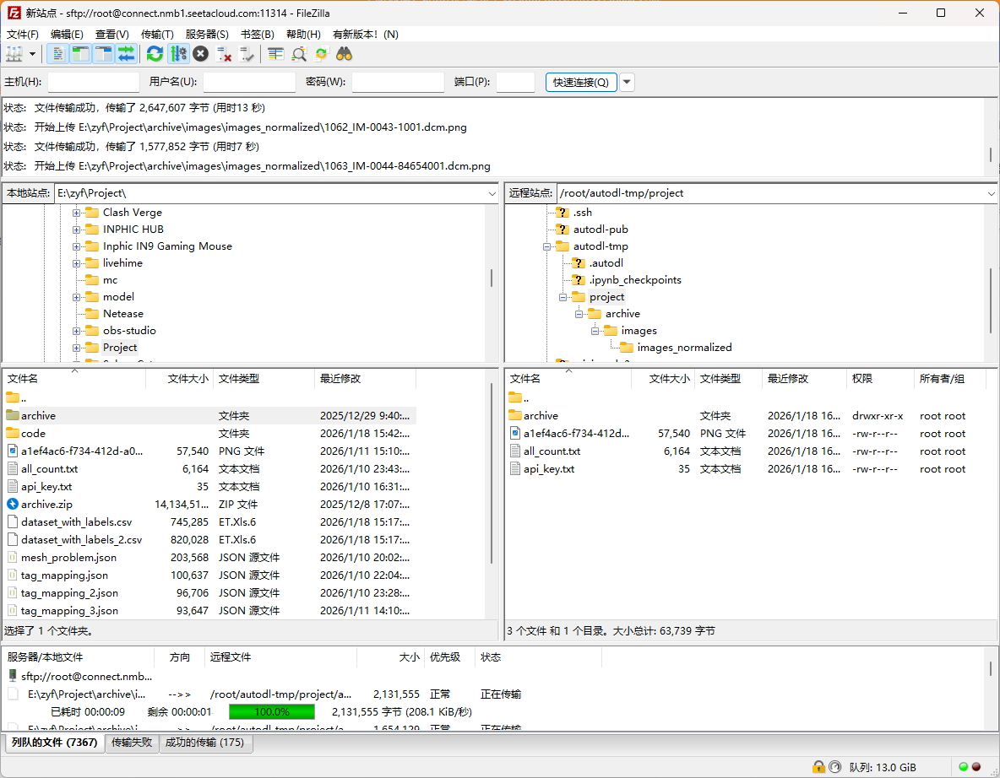 新站点 - sftp://root@connect.nmb1.seetacloud.com:11314 - FileZilla
文件(F) 编辑(E) 查看(V) 传输(T) 服务器(S) 书签(B) 帮助(H) 有新版本! (N)
主机(H): 用户名(U): 密码(W): 端口(P): 快速连接(Q)
状态: 文件传输成功，传输了 2,647,607 字节 (用时13 秒)
状态: 开始上传 E:\zyf\Project\archive\images\images_normalized\1062_IM-0043-1001.dcm.png
状态: 文件传输成功，传输了 1,577,852 字节 (用时7 秒)
状态: 开始上传 E:\zyf\Project\archive\images\images_normalized\1063_IM-0044-84654001.dcm.png
本地站点: E:\zyf\Project\
Clash Verge
INPHIC HUB
Inphic IN9 Gaming Mouse
livehime
mc
model
Netease
obs-studio
Project
远程站点: /root/autodl-tmp/project
.ssh
autodl-pub
autodl-tmp
.autodl
.ipynb_checkpoints
project
archive
images
images_normalized
文件名 文件大小 文件类型 最近修改
..
archive 文件夹 2025/12/29 9:40:...
code 文件夹 2026/1/18 15:42:...
a1ef4ac6-f734-412d-a0... 57,540 PNG 文件 2026/1/11 15:10:...
all_count.txt 6,164 文本文档 2026/1/10 23:43:...
api_key.txt 35 文本文档 2026/1/10 16:31:...
archive.zip 14,134,51... ZIP 文件 2025/12/8 17:07:...
dataset_with_labels.csv 745,285 ET.Xls.6 2026/1/18 15:17:...
dataset_with_labels_2.csv 820,028 ET.Xls.6 2026/1/18 15:17:...
mesh_problem.json 203,568 JSON 源文件 2026/1/10 20:02:...
tag_mapping.json 100,637 JSON 源文件 2026/1/10 22:04:...
tag_mapping_2.json 96,706 JSON 源文件 2026/1/10 23:28:...
tag_mapping_3.json 93,647 JSON 源文件 2026/1/11 14:10:...
选择了 1 个文件夹。
文件名 文件大小 文件类型 最近修改 权限 所有者/组
..
archive 文件夹 2026/1/18 16... drwxr-xr-x root root
a1ef4ac6-f734-412d... 57,540 PNG 文件 2026/1/18 16... -rw-r--r-- root root
all_count.txt 6,164 文本文档 2026/1/18 16... -rw-r--r-- root root
api_key.txt 35 文本文档 2026/1/18 16... -rw-r--r-- root root
3 个文件 和 1 个目录。大小总计: 63,739 字节
服务器/本地文件 方向 远程文件 大小 优先级 状态
sftp://root@connect.nmb...
E:\zyf\Project\archive\i... -->> /root/autodl-tmp/project/a... 2,131,555 正常 正在传输
已耗时 00:00:09 剩余 00:00:01 100.0% 2,131,555 字节 (208.1 KiB/秒)
E:\zyf\Project\archive\i... -->> /root/autodl-tmp/project/a... 1,654,129 正常 正在传输
列队的文件 (7367) 传输失败 成功的传输 (175)
队列: 13.0 GiB